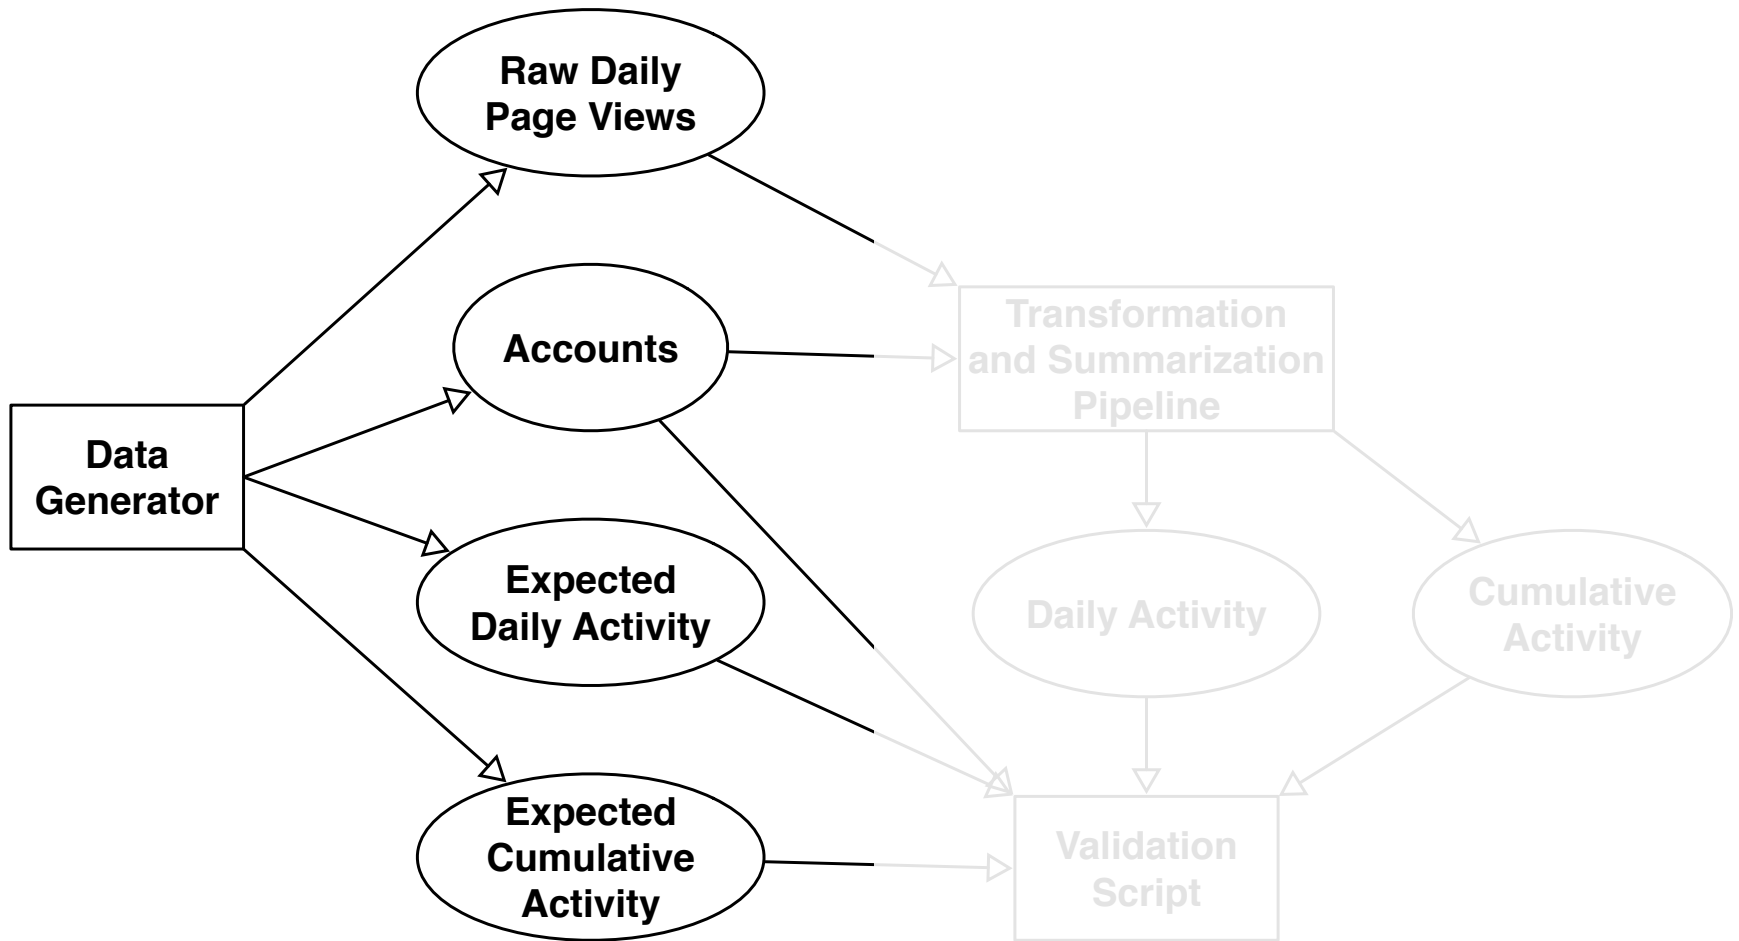 Raw Daily
Page Views
Accounts
Transformation
and Summarization
Pipeline
Data
Generator
Expected
Daily Activity
Daily Activity
Cumulative
Activity
Expected
Cumulative
Activity
Validation
Script